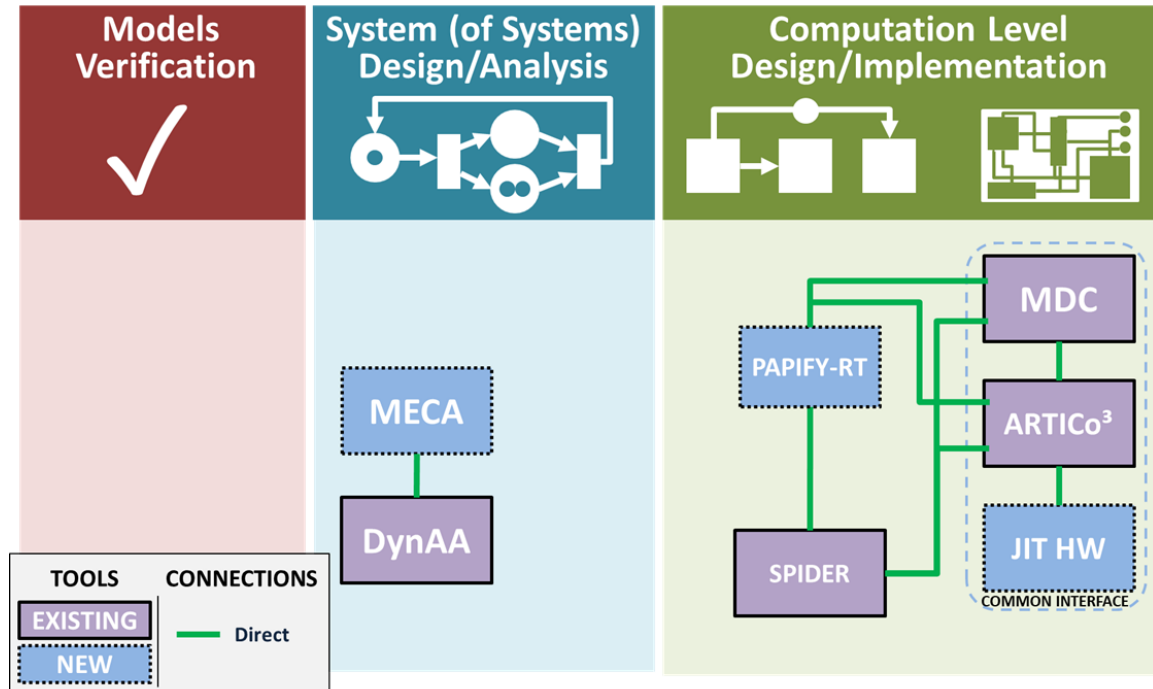 Models
Verification
System (of Systems)
Design/Analysis
Computation Level
Design/Implementation
MDC
PAPIFY-RT
MECA
ARTICo³
DynAA
SPIDER
JIT HW
COMMON INTERFACE
TOOLS
CONNECTIONS
EXISTING
Direct
NEW